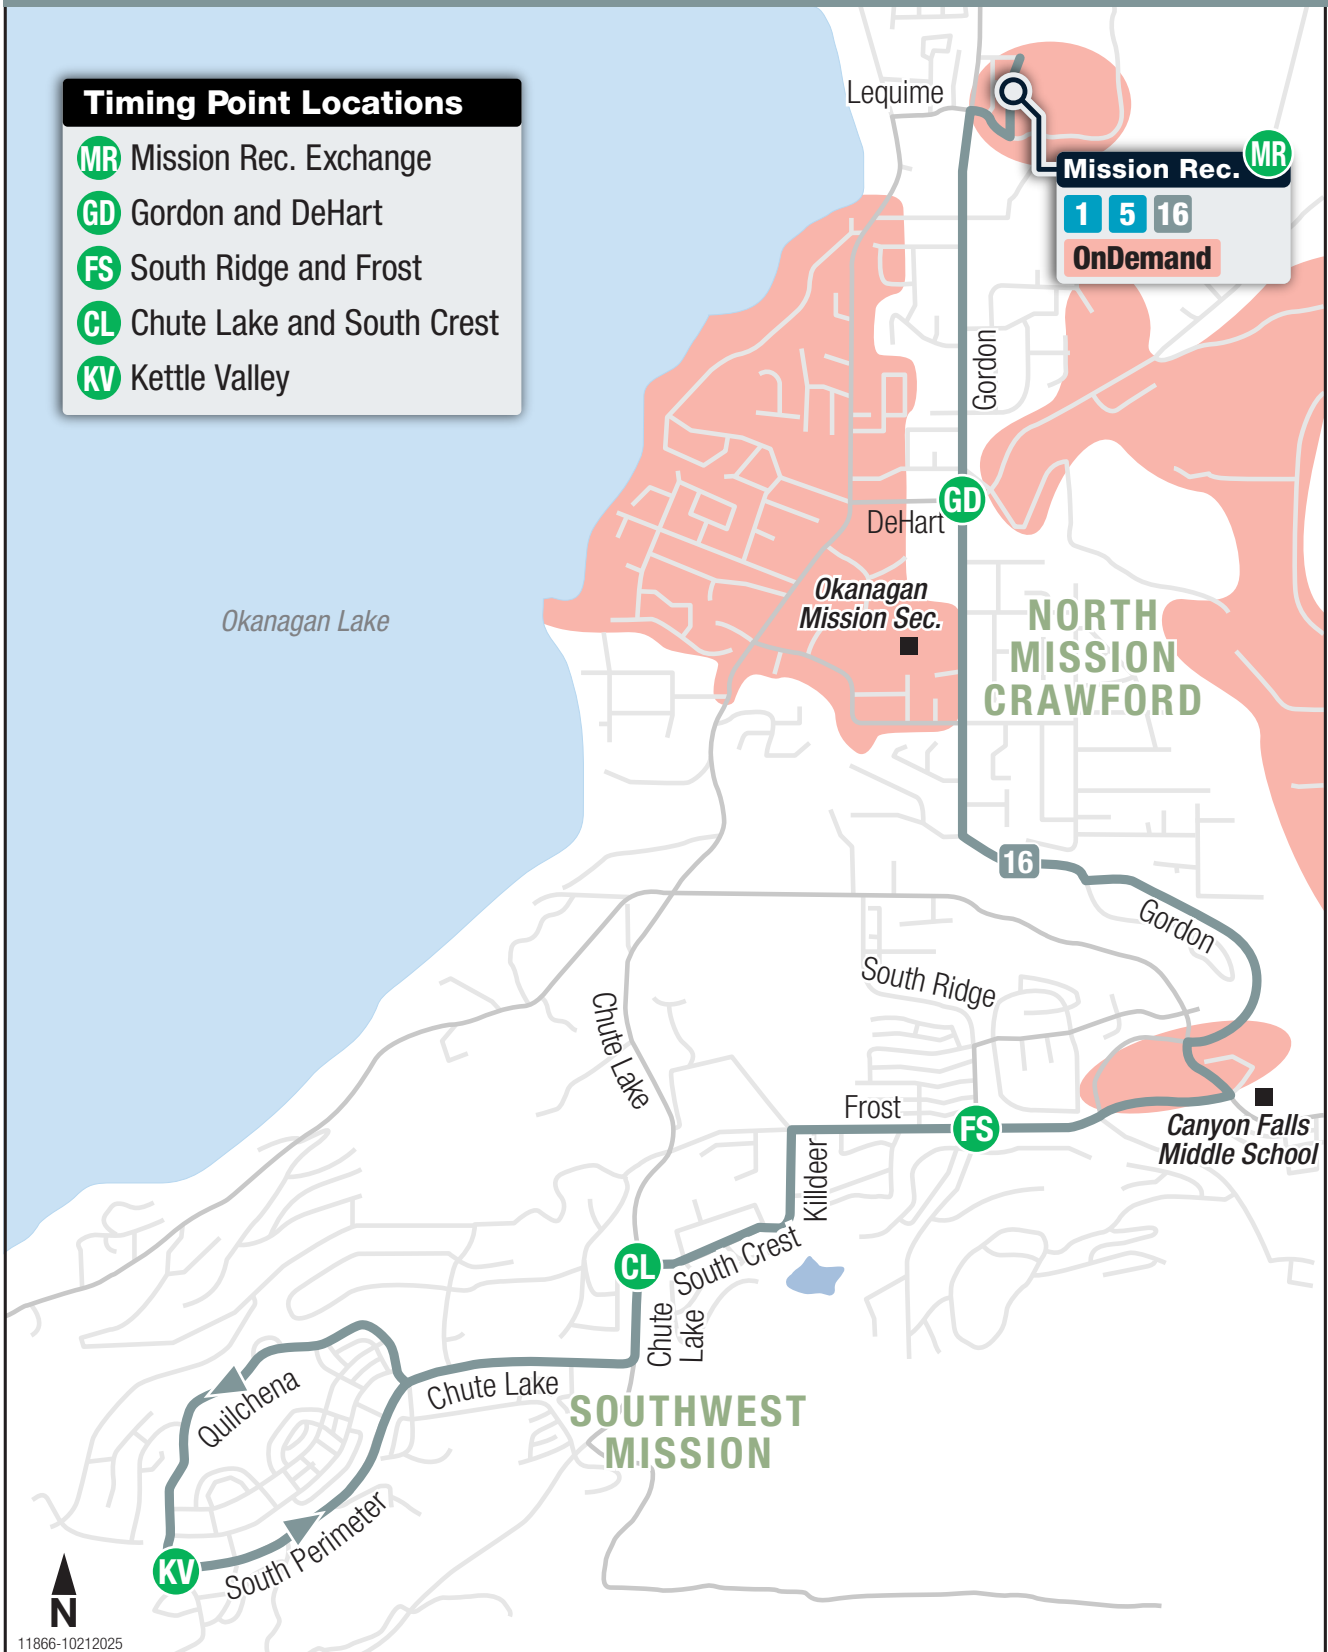 Timing Point Locations
MR Mission Rec. Exchange
GD Gordon and DeHart
FS South Ridge and Frost
CL Chute Lake and South Crest
KV Kettle Valley
Lequime
Mission Rec. MR
1 5 16
OnDemand
Gordon
GD
DeHart
Okanagan
Mission Sec.
Okanagan Lake
NORTH
MISSION
CRAWFORD
16
Gordon
South Ridge
Chute Lake
Frost
FS
Canyon Falls
Middle School
Killdeer
South Crest
CL
Chute
Lake
Chute Lake
Quilchena
SOUTHWEST
MISSION
South Perimeter
KV
N
11866-10212025